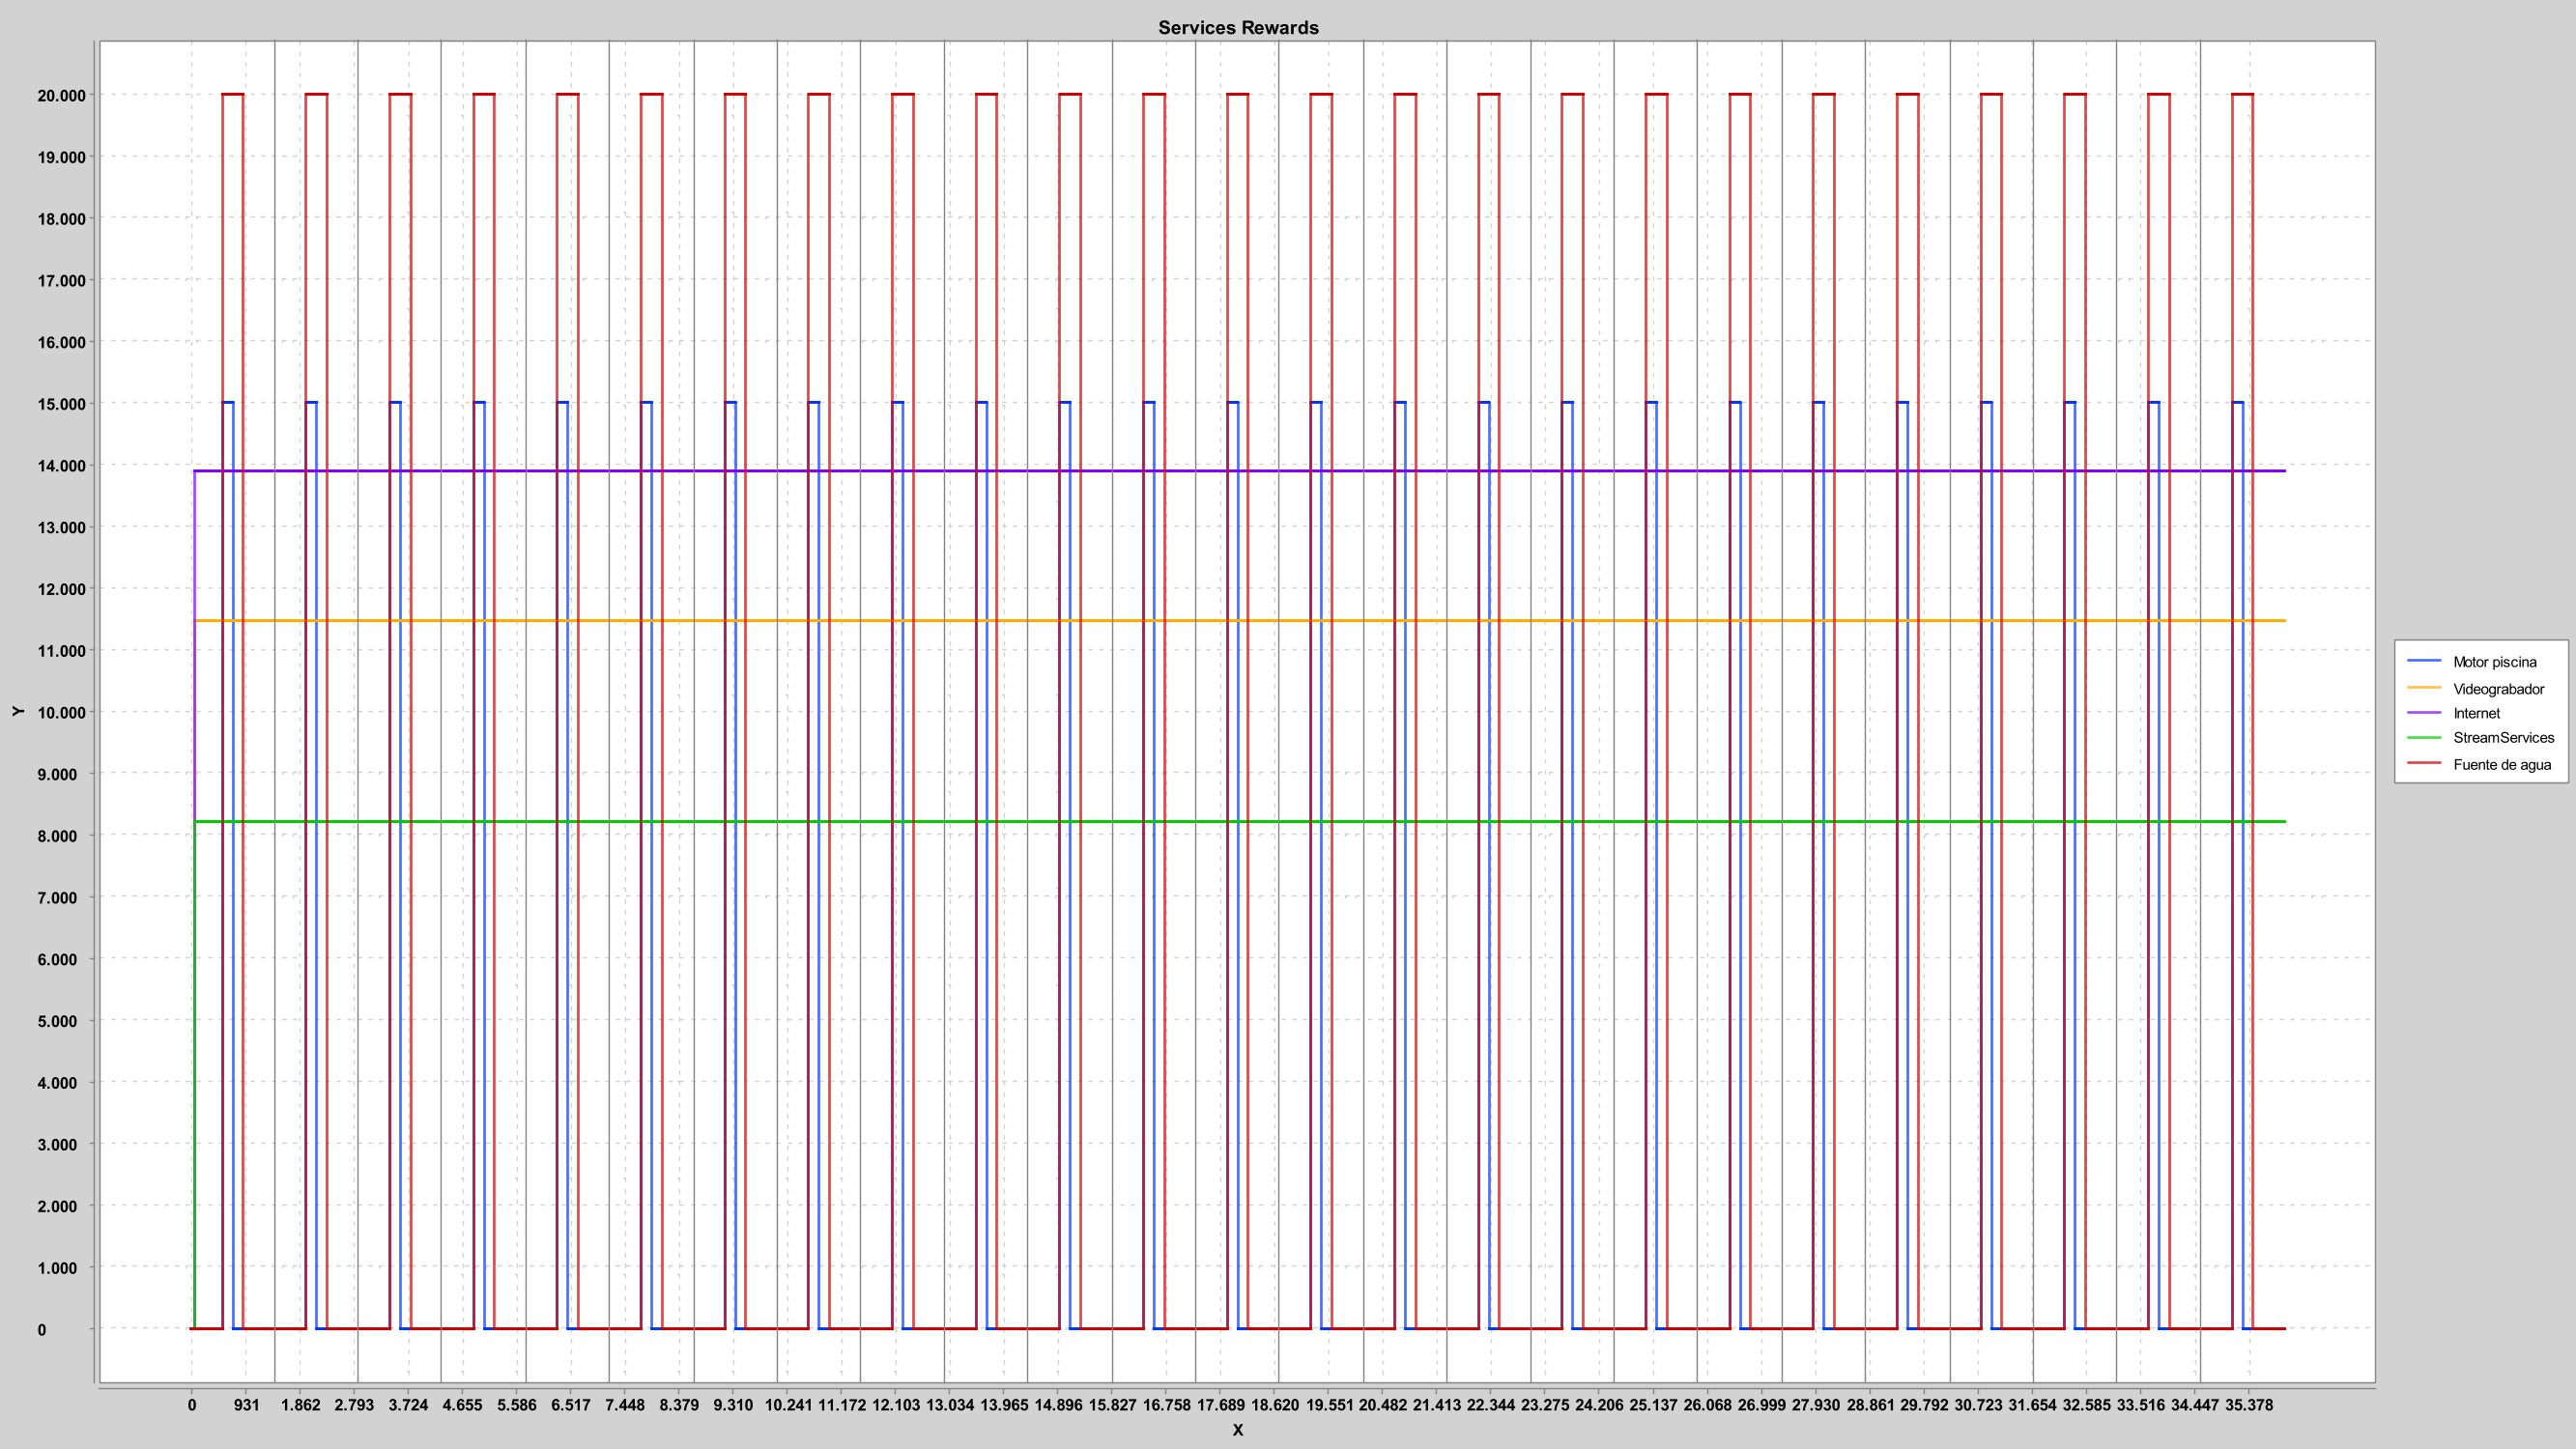 Services Rewards
20.000
19.000
18.000
17.000
16.000
15.000
14.000
13.000
12.000
11.000
10.000
9.000
8.000
7.000
6.000
5.000
4.000
3.000
2.000
1.000
0
Y
Motor piscina
Videograbador
Internet
StreamServices
Fuente de agua
0 931 1.862 2.793 3.724 4.655 5.586 6.517 7.448 8.379 9.310 10.241 11.172 12.103 13.034 13.965 14.896 15.827 16.758 17.689 18.620 19.551 20.482 21.413 22.344 23.275 24.206 25.137 26.068 26.999 27.930 28.861 29.792 30.723 31.654 32.585 33.516 34.447 35.378
X